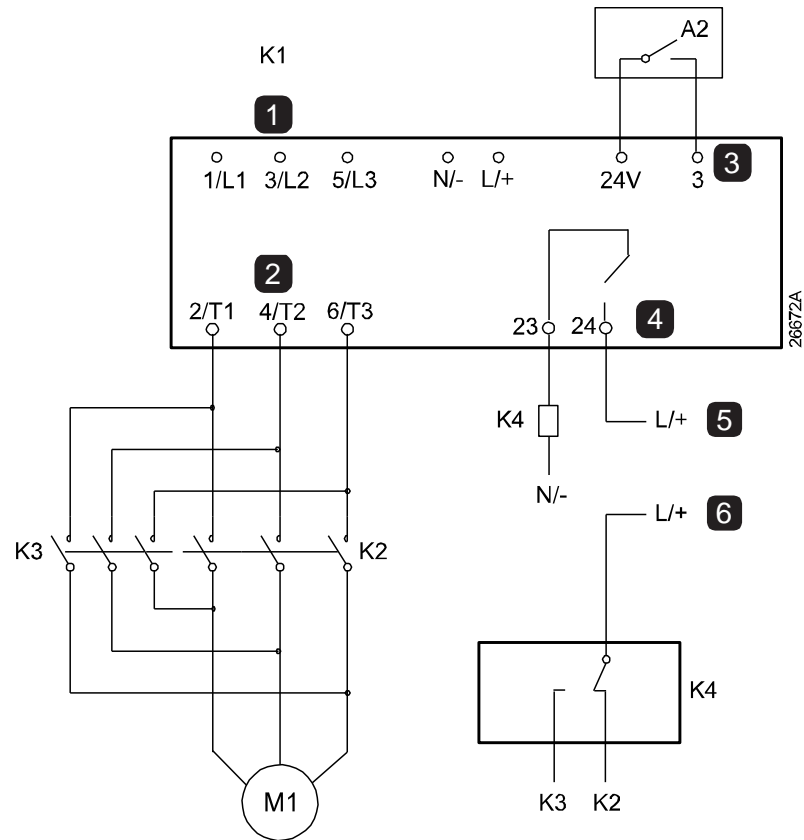 A2
K1
1
3
1/L1 3/L2 5/L3 N/- L/+ 24V 3
2
2/T1 4/T2 6/T3 23 24 4
26672A
K4 L/+ 5
N/-
L/+ 6
K3 K2
K4
M1 K3 K2